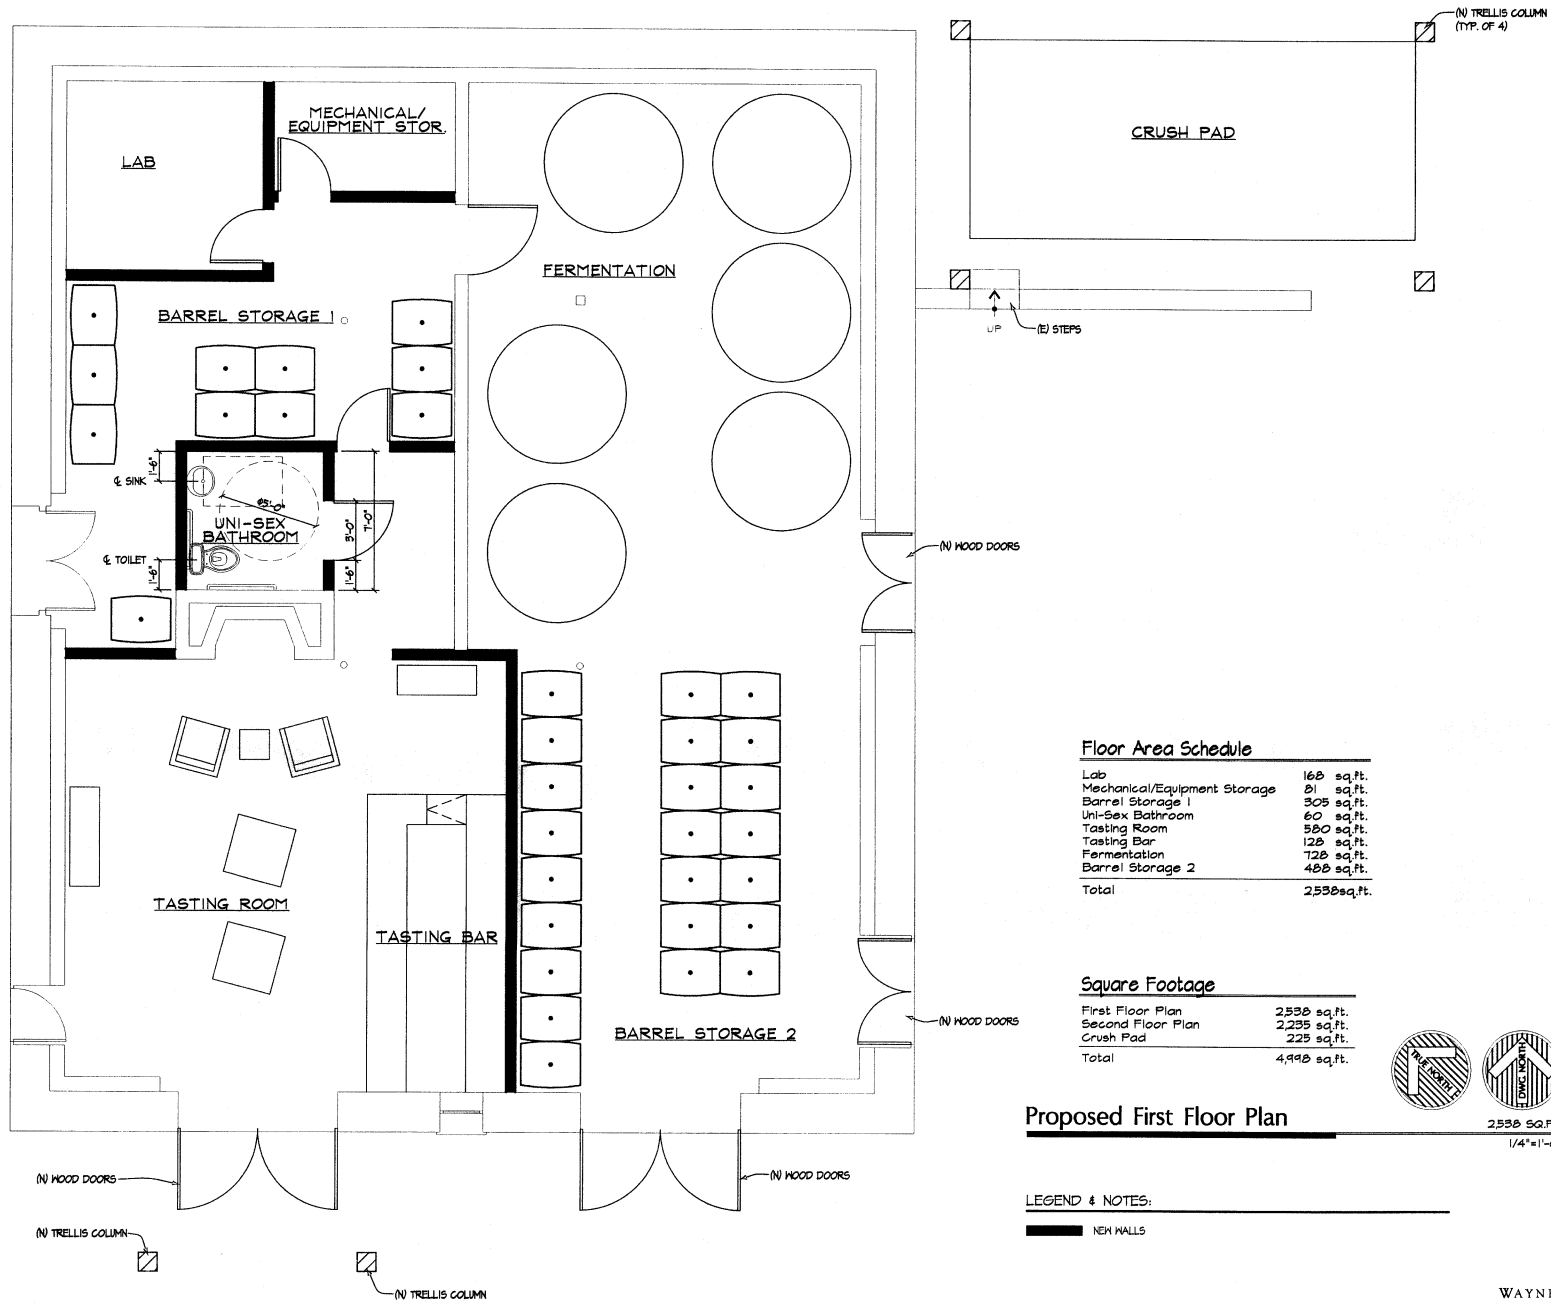 (N) TRELLIS COLUMN
(TYP. OF 4)
MECHANICAL/
EQUIPMENT STOR.
CRUSH PAD
LAB
FERMENTATION
BARREL STORAGE 1
UP
(E) STEPS
1'-6"
℄ SINK
Ø5'-0"
UNI-SEX
BATHROOM
3'-0"
7'-0"
℄ TOILET
1'-6"
1'-6"
(N) WOOD DOORS
Floor Area Schedule
Lab 168 sq.ft.
Mechanical/Equipment Storage 81 sq.ft.
Barrel Storage 1 305 sq.ft.
Uni-Sex Bathroom 60 sq.ft.
Tasting Room 580 sq.ft.
Tasting Bar 128 sq.ft.
Fermentation 728 sq.ft.
Barrel Storage 2 488 sq.ft.
Total 2,538sq.ft.
TASTING ROOM
TASTING BAR
BARREL STORAGE 2
(N) WOOD DOORS
Square Footage
First Floor Plan 2,538 sq.ft.
Second Floor Plan 2,235 sq.ft.
Crush Pad 225 sq.ft.
Total 4,998 sq.ft.
TRUE NORTH
DWG. NORTH
Proposed First Floor Plan
2,538 SQ.F
1/4"=1'-
(N) WOOD DOORS
(N) WOOD DOORS
LEGEND & NOTES:
NEW WALLS
(N) TRELLIS COLUMN
(N) TRELLIS COLUMN
WAYNE